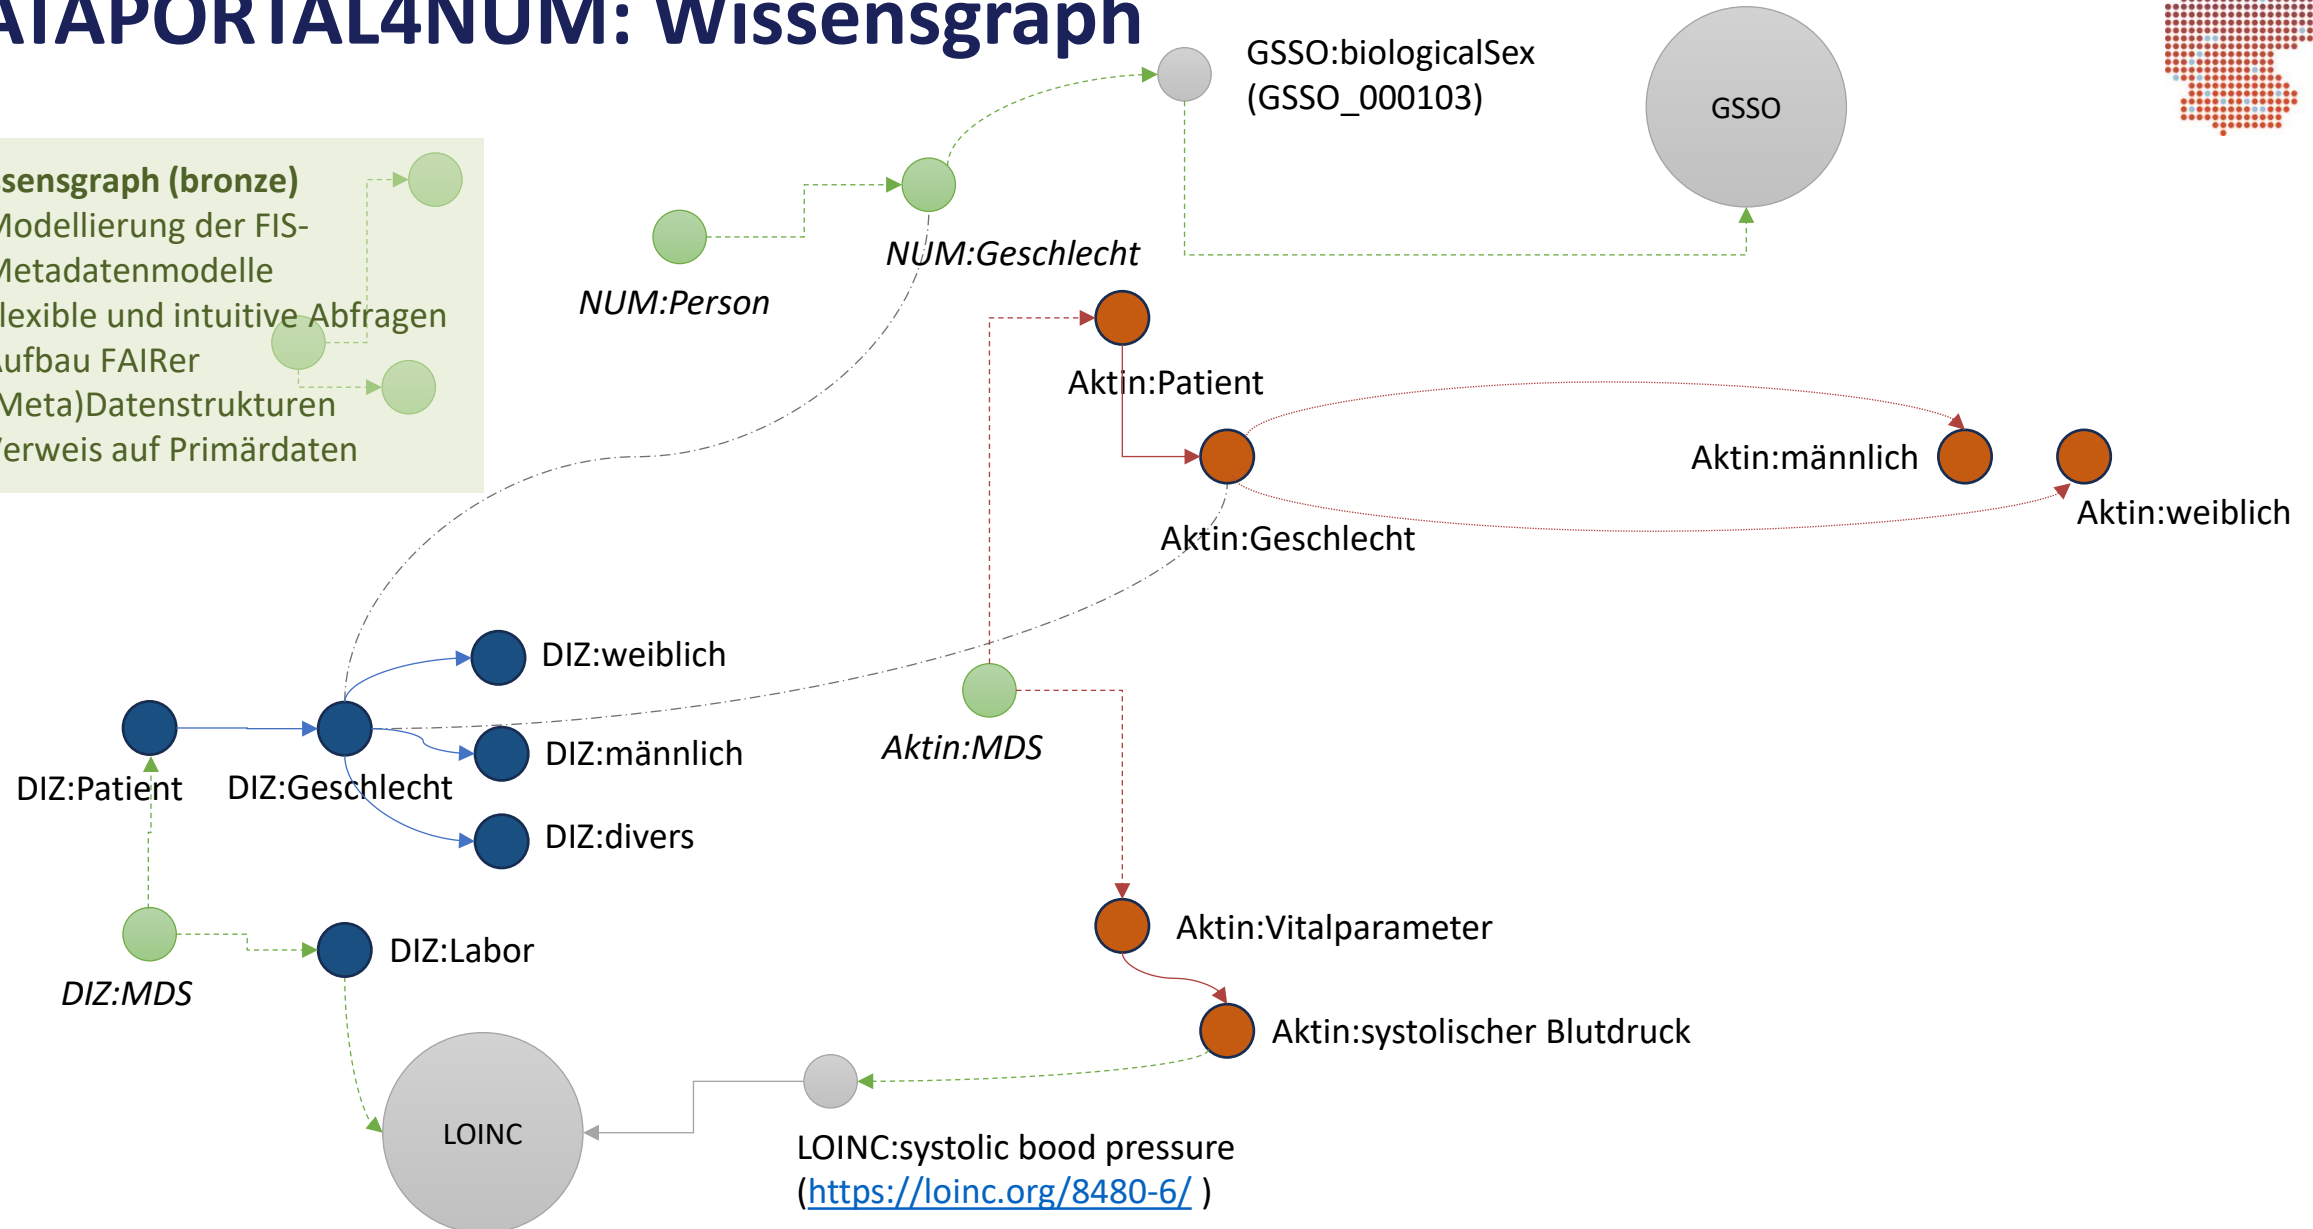 ATAPORTAL4NUM: Wissensgraph
GSSO:biologicalSex
(GSSO_000103)
GSSO
ssensgraph (bronze)
Modellierung der FIS-
Metadatenmodelle
lexible und intuitive Abfragen
Aufbau FAIRer
Meta)Datenstrukturen
Verweis auf Primärdaten
NUM:Geschlecht
NUM:Person
Aktin:Patient
Aktin:männlich
Aktin:weiblich
Aktin:Geschlecht
DIZ:weiblich
DIZ:männlich
Aktin:MDS
DIZ:Patient
DIZ:Geschlecht
DIZ:divers
Aktin:Vitalparameter
DIZ:Labor
DIZ:MDS
Aktin:systolischer Blutdruck
LOINC
LOINC:systolic bood pressure
(https://loinc.org/8480-6/ )